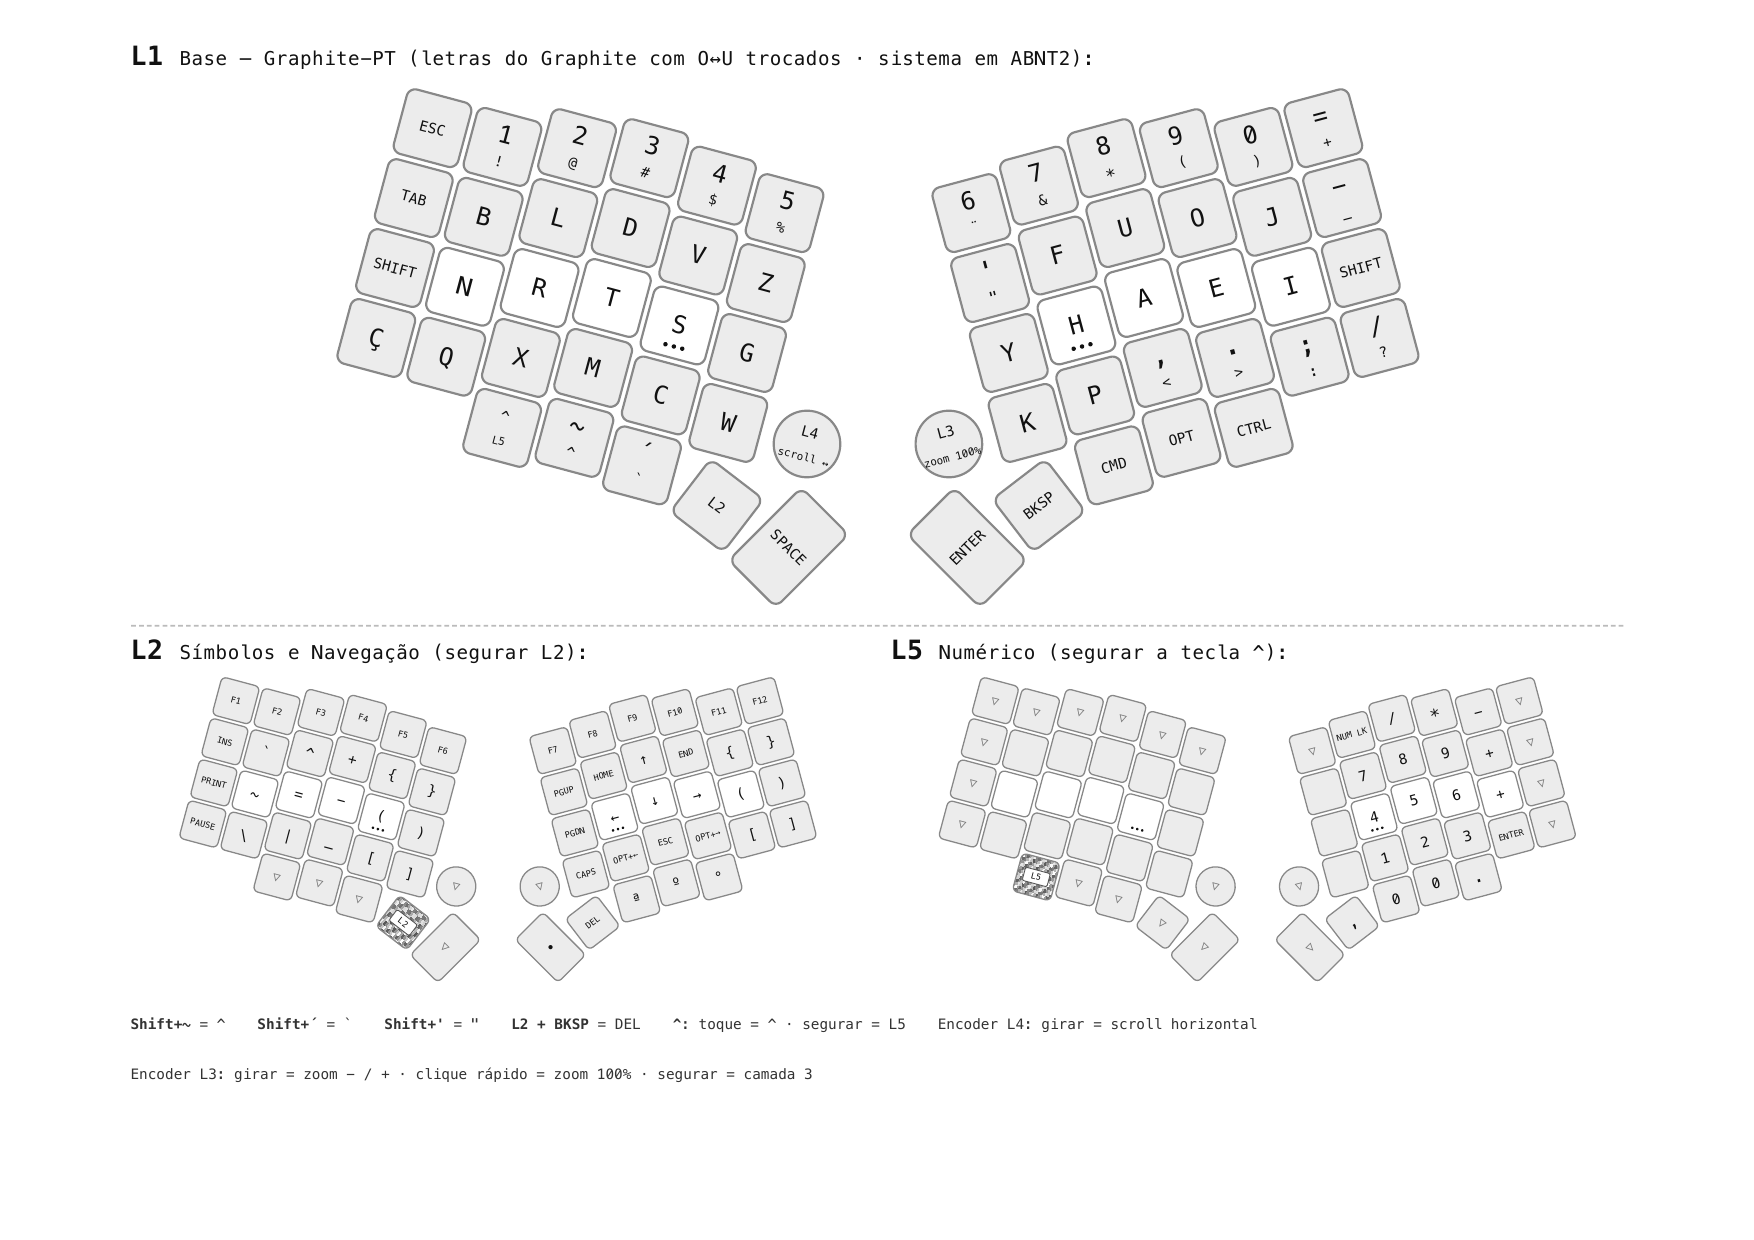 L1 Base – Graphite–PT (letras do Graphite com O↔U trocados · sistema em ABNT2):
ESC 1 ! 2 @ 3 # 4 $ 5 %
6 ¨ 7 & 8 * 9 ( 0 ) = +
TAB B L D V Z
' " F U O J – _
SHIFT N R T S ••• G
Y H ••• A E I SHIFT
Ç Q X M C W
K P , < . > ; : / ?
^ L5 ~ ^ ´ ` L2 SPACE
L4 scroll ↔
L3 zoom 100%
ENTER BKSP CMD OPT CTRL
L2 Símbolos e Navegação (segurar L2):
F1 F2 F3 F4 F5 F6
F7 F8 F9 F10 F11 F12
INS ` ^ + { }
PGUP HOME ↑ END { }
PRINT ~ = – ( ••• )
PGDN ← ••• ↓ → ( )
PAUSE \ | _ [ ]
CAPS OPT+← ESC OPT+→ [ ]
▽ ▽ ▽ L2 ▽ ▽
▽ • DEL ª º °
L5 Numérico (segurar a tecla ^):
▽ ▽ ▽ ▽ ▽ ▽
▽ NUM LK / * – ▽
▽
7 8 9 + ▽
▽ •••
4 ••• 5 6 + ▽
▽
1 2 3 ENTER ▽
L5 ▽ ▽ ▽ ▽ ▽
▽ ▽ , 0 0 .
Shift+~ = ^ Shift+´ = ` Shift+' = " L2 + BKSP = DEL ^: toque = ^ · segurar = L5 Encoder L4: girar = scroll horizontal
Encoder L3: girar = zoom – / + · clique rápido = zoom 100% · segurar = camada 3